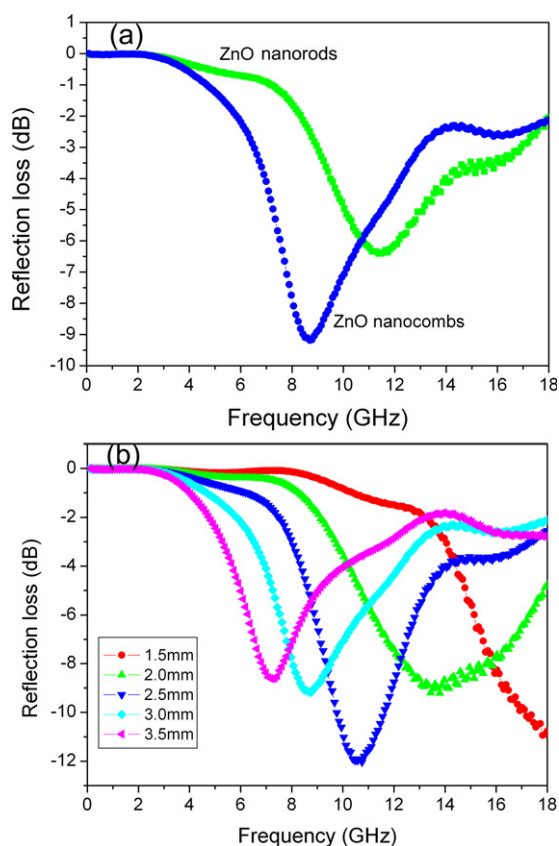 (a)
ZnO nanorods
ZnO nanocombs
Reflection loss (dB)
1
0
-1
-2
-3
-4
-5
-6
-7
-8
-9
-10
0 2 4 6 8 10 12 14 16 18
Frequency (GHz)
(b)
Reflection loss (dB)
0
-2
-4
-6
-8
-10
-12
1.5mm
2.0mm
2.5mm
3.0mm
3.5mm
0 2 4 6 8 10 12 14 16 18
Frequency (GHz)